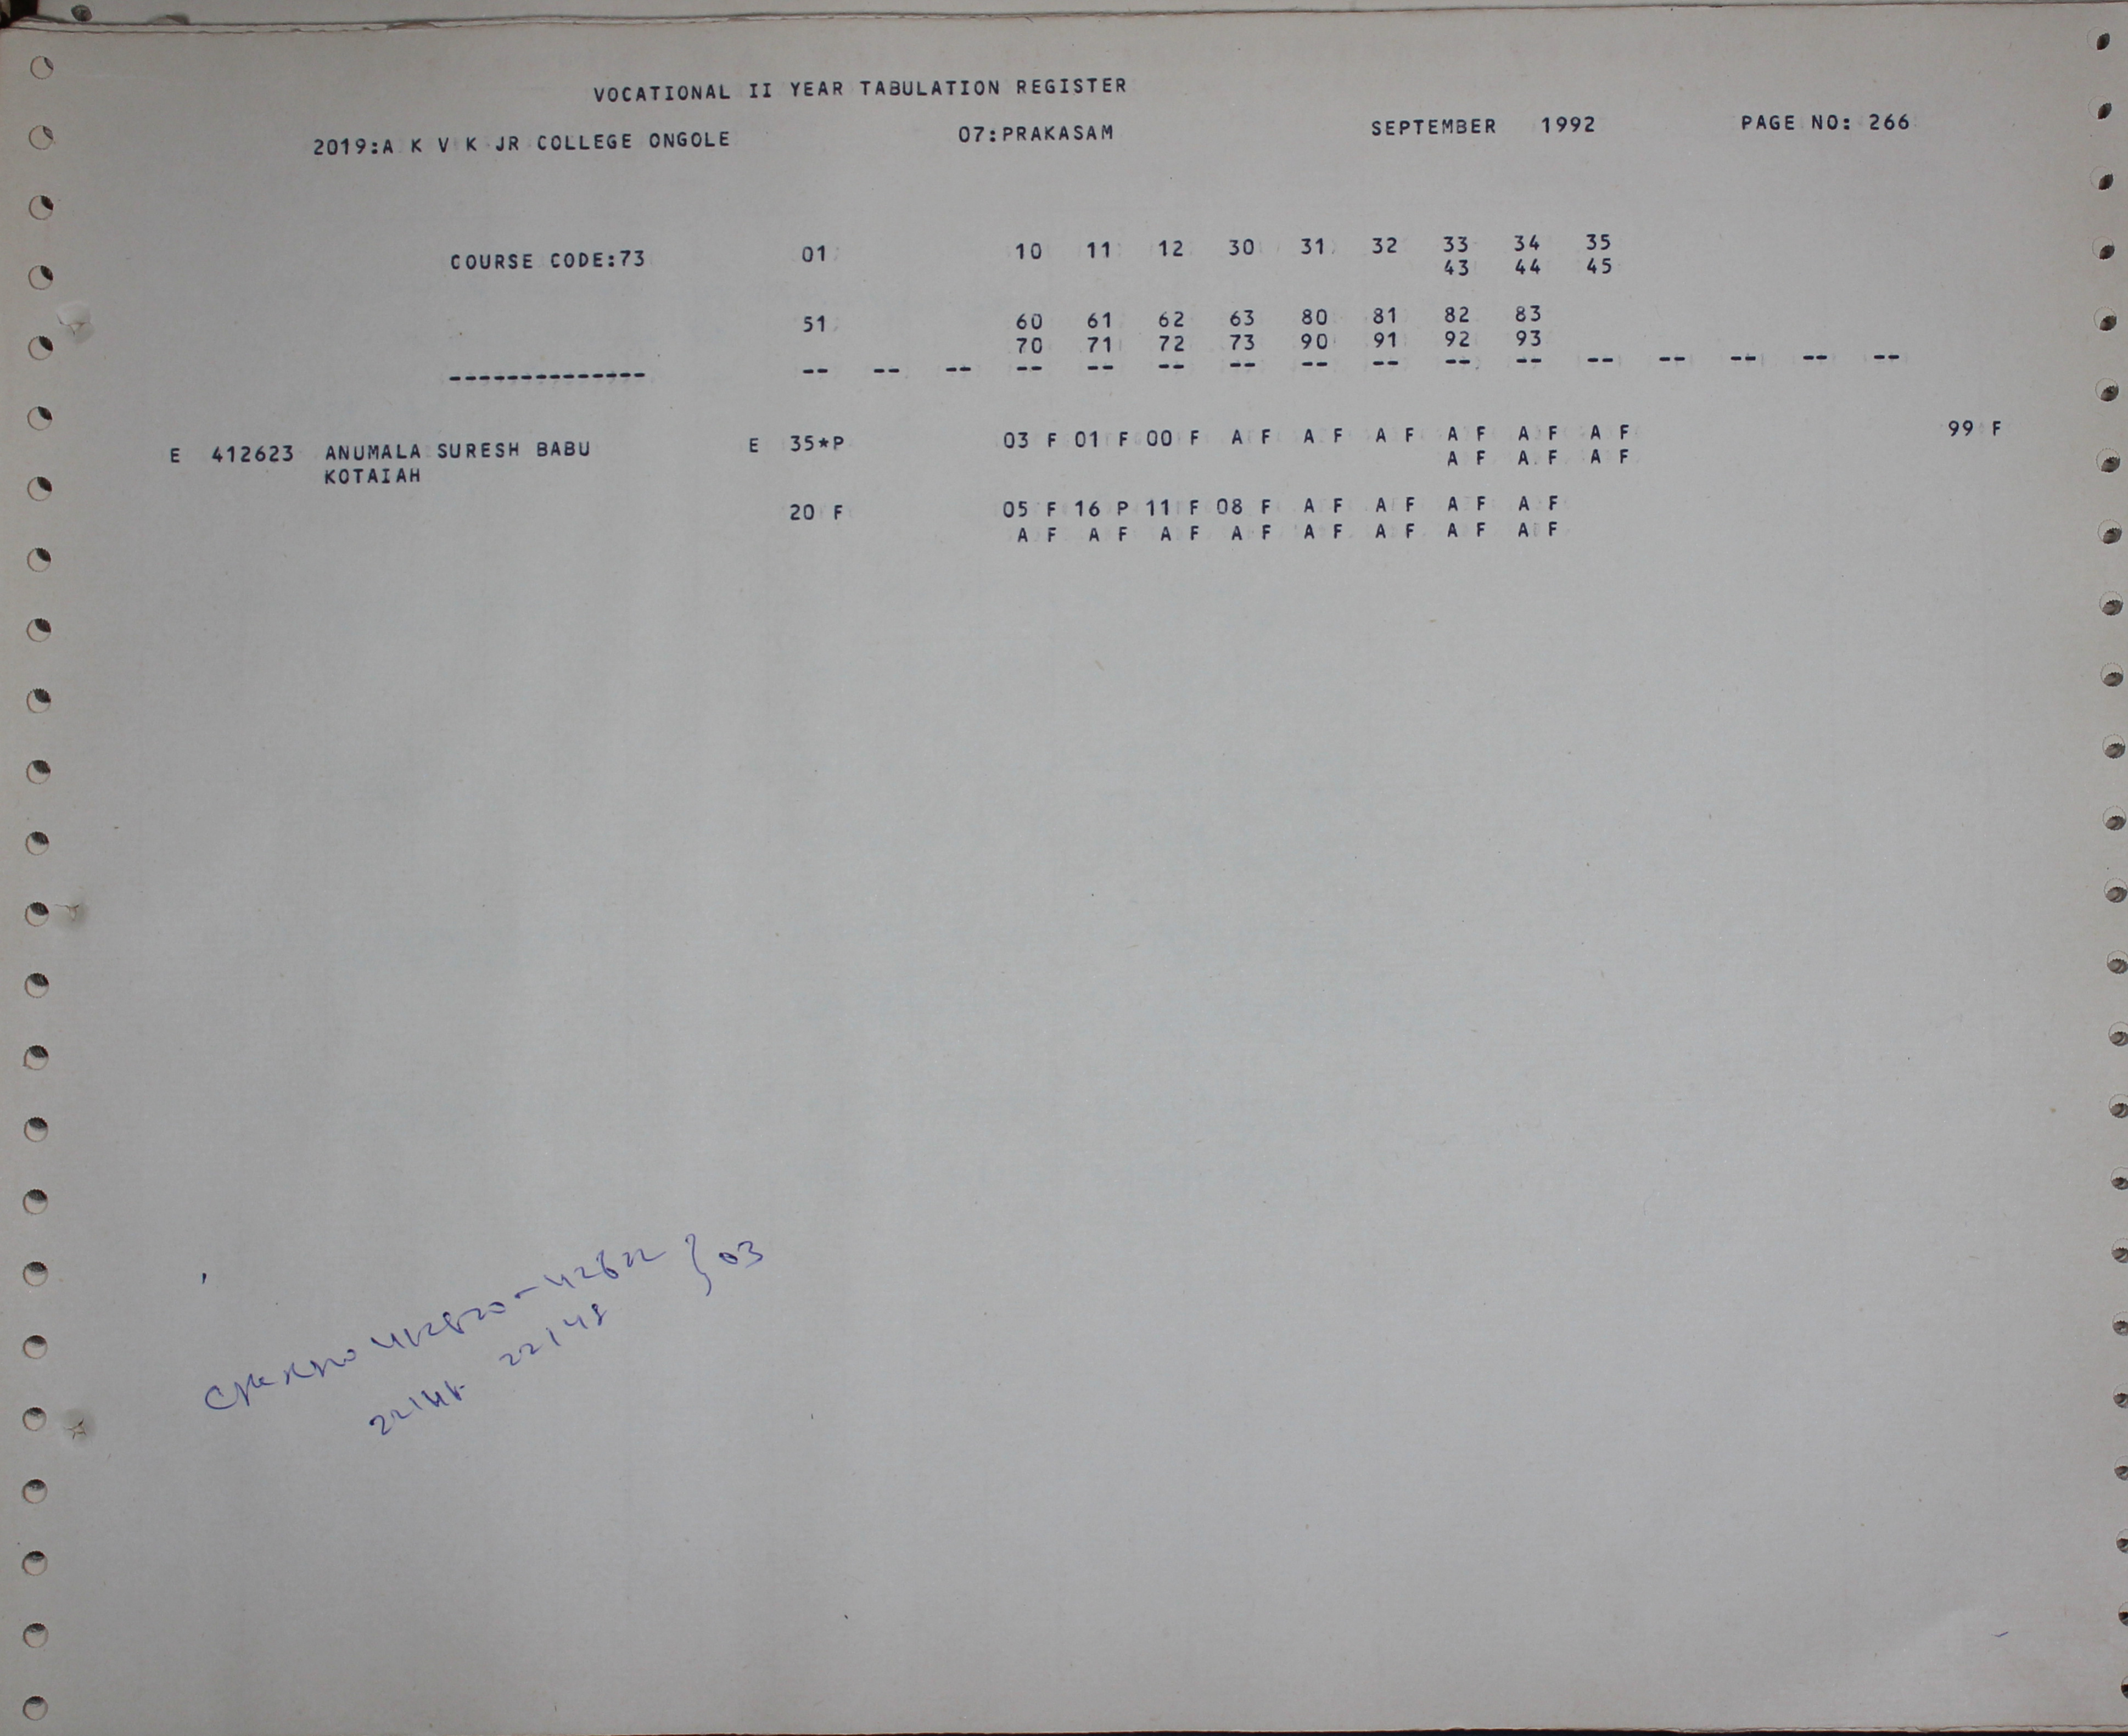 VOCATIONAL II YEAR TABULATION REGISTER
2019:A K V K JR COLLEGE ONGOLE 07:PRAKASAM SEPTEMBER 1992 PAGE NO: 266
COURSE CODE:73 01 10 11 12 30 31 32 33 34 35
43 44 45
51 60 61 62 63 80 81 82 83
70 71 72 73 90 91 92 93
-------------- -- -- -- -- -- -- -- -- -- -- -- -- -- -- -- --
E 412623 ANUMALA SURESH BABU E 35*P 03 F 01 F 00 F A F A F A F A F A F A F 99 F
KOTAIAH A F A F A F
20 F 05 F 16 P 11 F 08 F A F A F A F A F
A F A F A F A F A F A F A F A F
} 03
22148